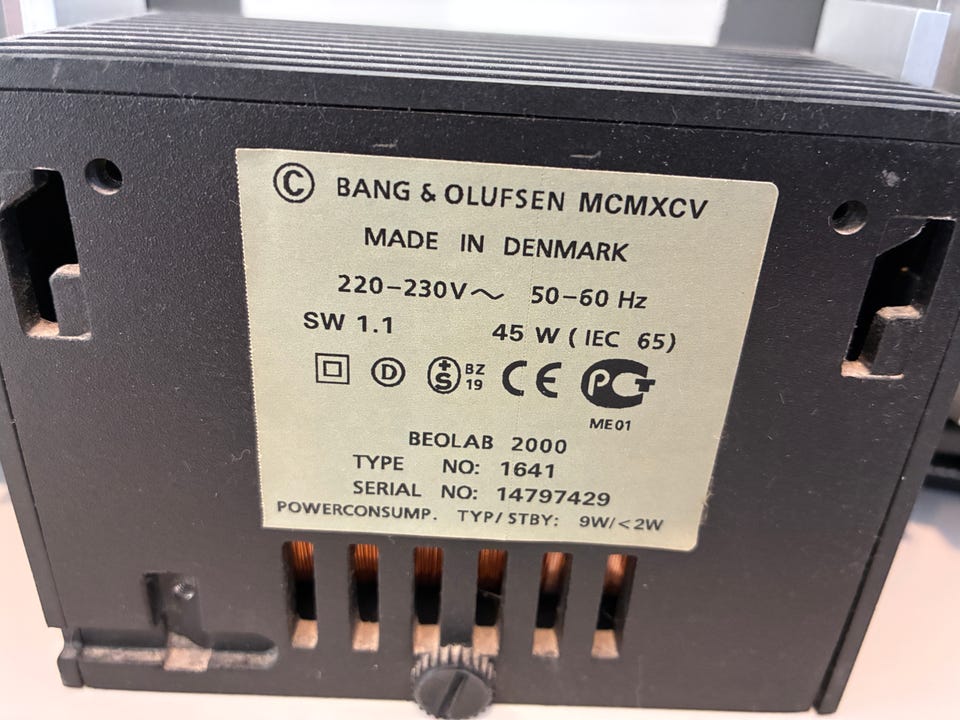 © BANG & OLUFSEN MCMXCV
MADE IN DENMARK
220–230V~ 50–60 Hz
SW 1.1 45 W ( IEC 65)
D +S BZ 19 CE PCT
ME01
BEOLAB 2000
TYPE NO: 1641
SERIAL NO: 14797429
POWERCONSUMP. TYP/STBY: 9W/<2W